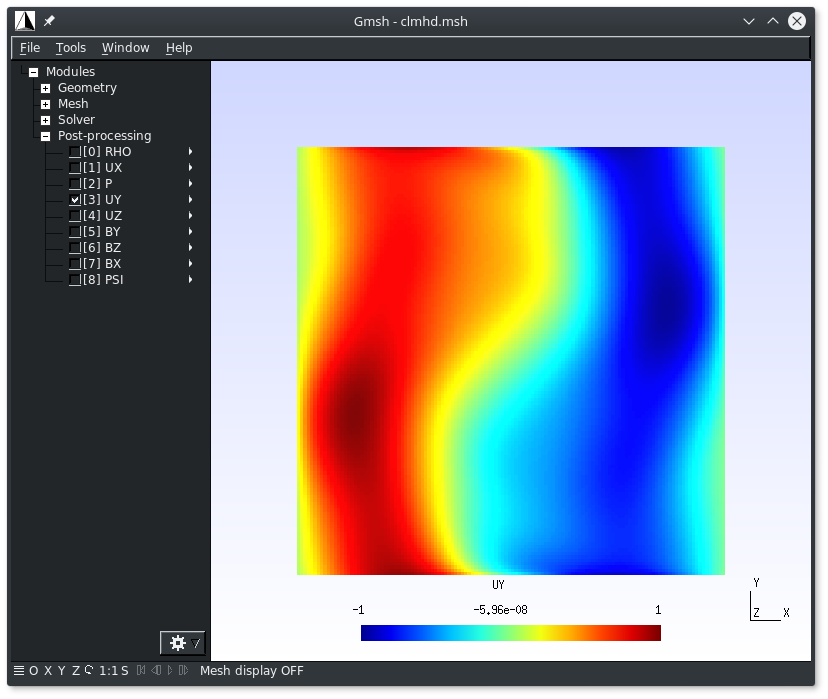 Gmsh - clmhd.msh
File Tools Window Help
Modules
Geometry
Mesh
Solver
Post-processing
[0] RHO
[1] UX
[2] P
[3] UY
[4] UZ
[5] BY
[6] BZ
[7] BX
[8] PSI
UY
-1 -5.96e-08 1
Y
Z X
O X Y Z 1:1 S Mesh display OFF